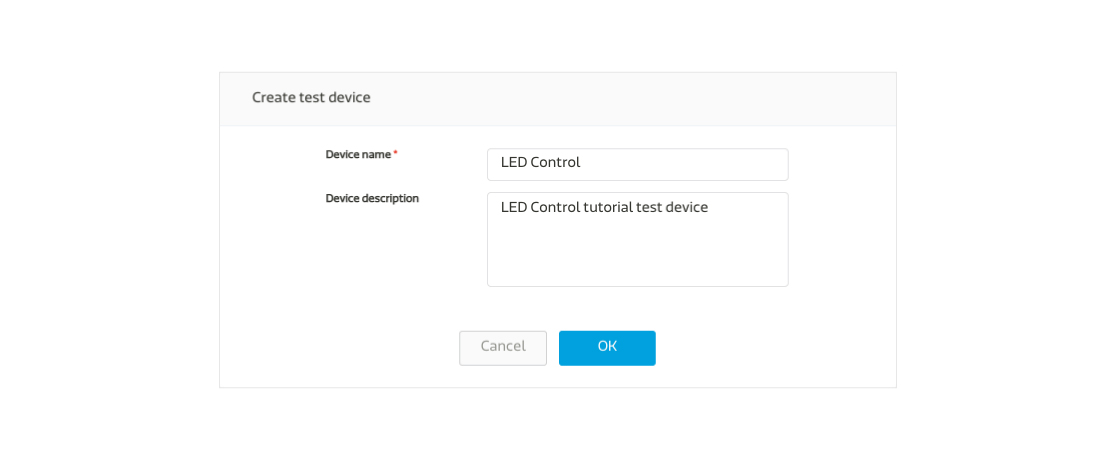 Create test device
Device name *
LED Control
Device description
LED Control tutorial test device
Cancel
OK